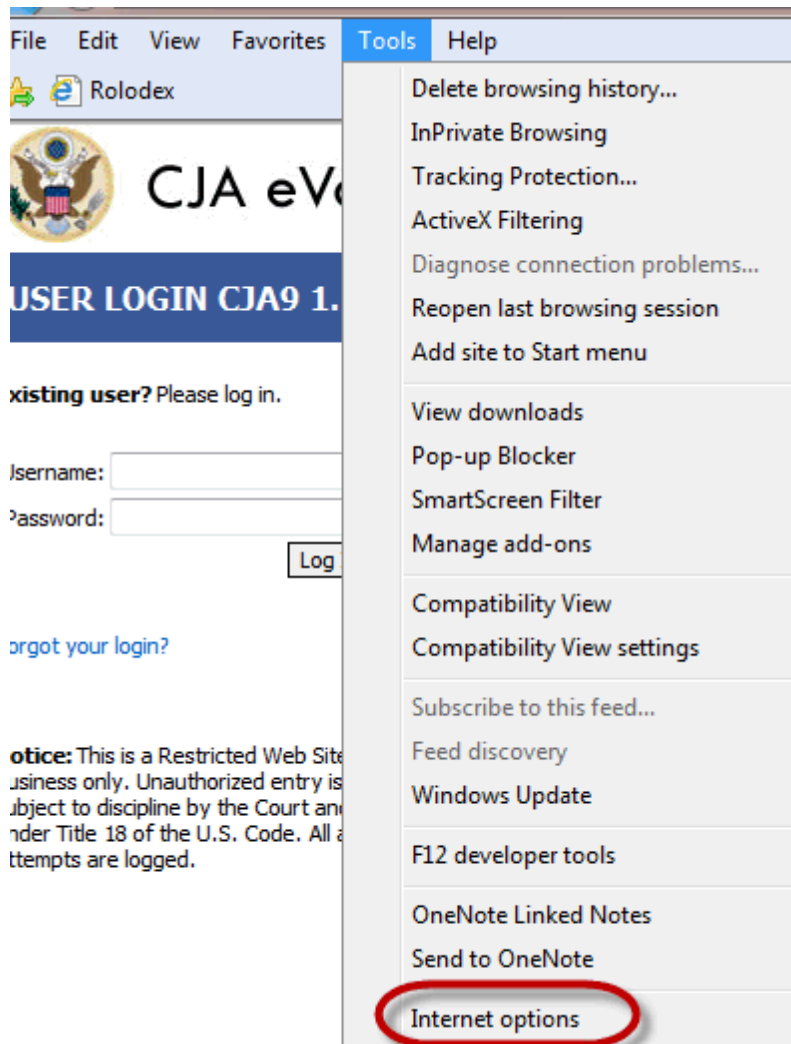 File Edit View Favorites Tools Help
Rolodex
CJA eVo
USER LOGIN CJA9 1.
xisting user? Please log in.
Username:
Password:
Log
orgot your login?
otice: This is a Restricted Web Site
usiness only. Unauthorized entry is
ubject to discipline by the Court and
nder Title 18 of the U.S. Code. All a
ttempts are logged.
Delete browsing history...
InPrivate Browsing
Tracking Protection...
ActiveX Filtering
Diagnose connection problems...
Reopen last browsing session
Add site to Start menu
View downloads
Pop-up Blocker
SmartScreen Filter
Manage add-ons
Compatibility View
Compatibility View settings
Subscribe to this feed...
Feed discovery
Windows Update
F12 developer tools
OneNote Linked Notes
Send to OneNote
Internet options